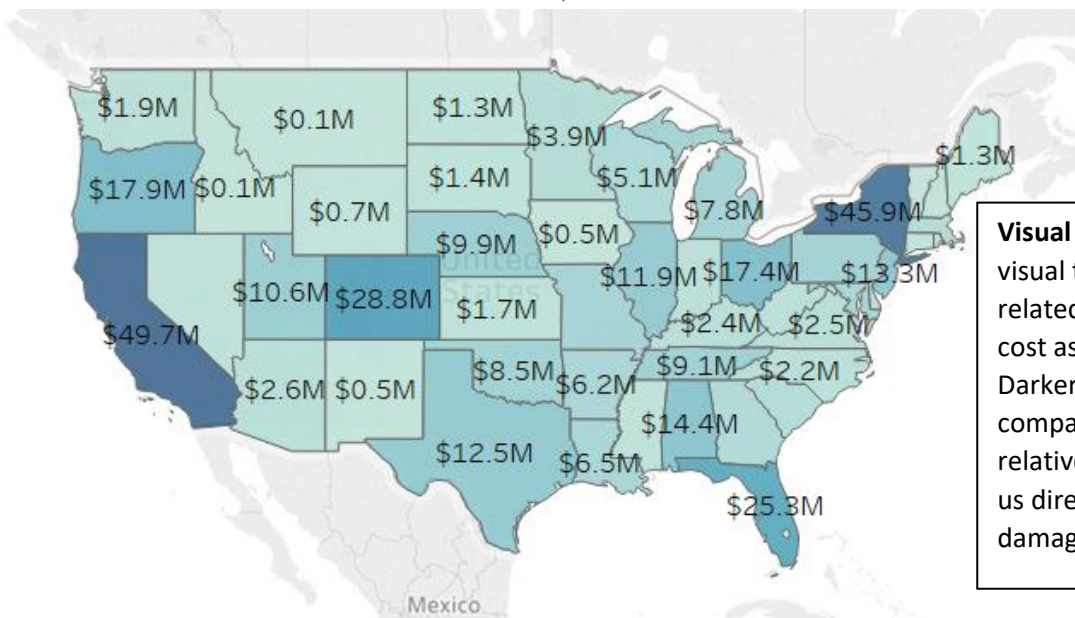 $1.9M
$0.1M
$1.3M
$3.9M
$1.3M
$17.9M
$0.1M
$0.7M
$1.4M
$5.1M
$7.8M
$45.9M
$9.9M
$0.5M
United
States
$10.6M
$28.8M
$1.7M
$11.9M
$17.4M
$13.3M
$49.7M
$2.4M
$2.5M
$2.6M
$0.5M
$8.5M
$6.2M
$9.1M
$2.2M
$12.5M
$6.5M
$14.4M
$25.3M
Mexico
Visual
visual
related
cost as
Darker
compa
relative
us dire
damag